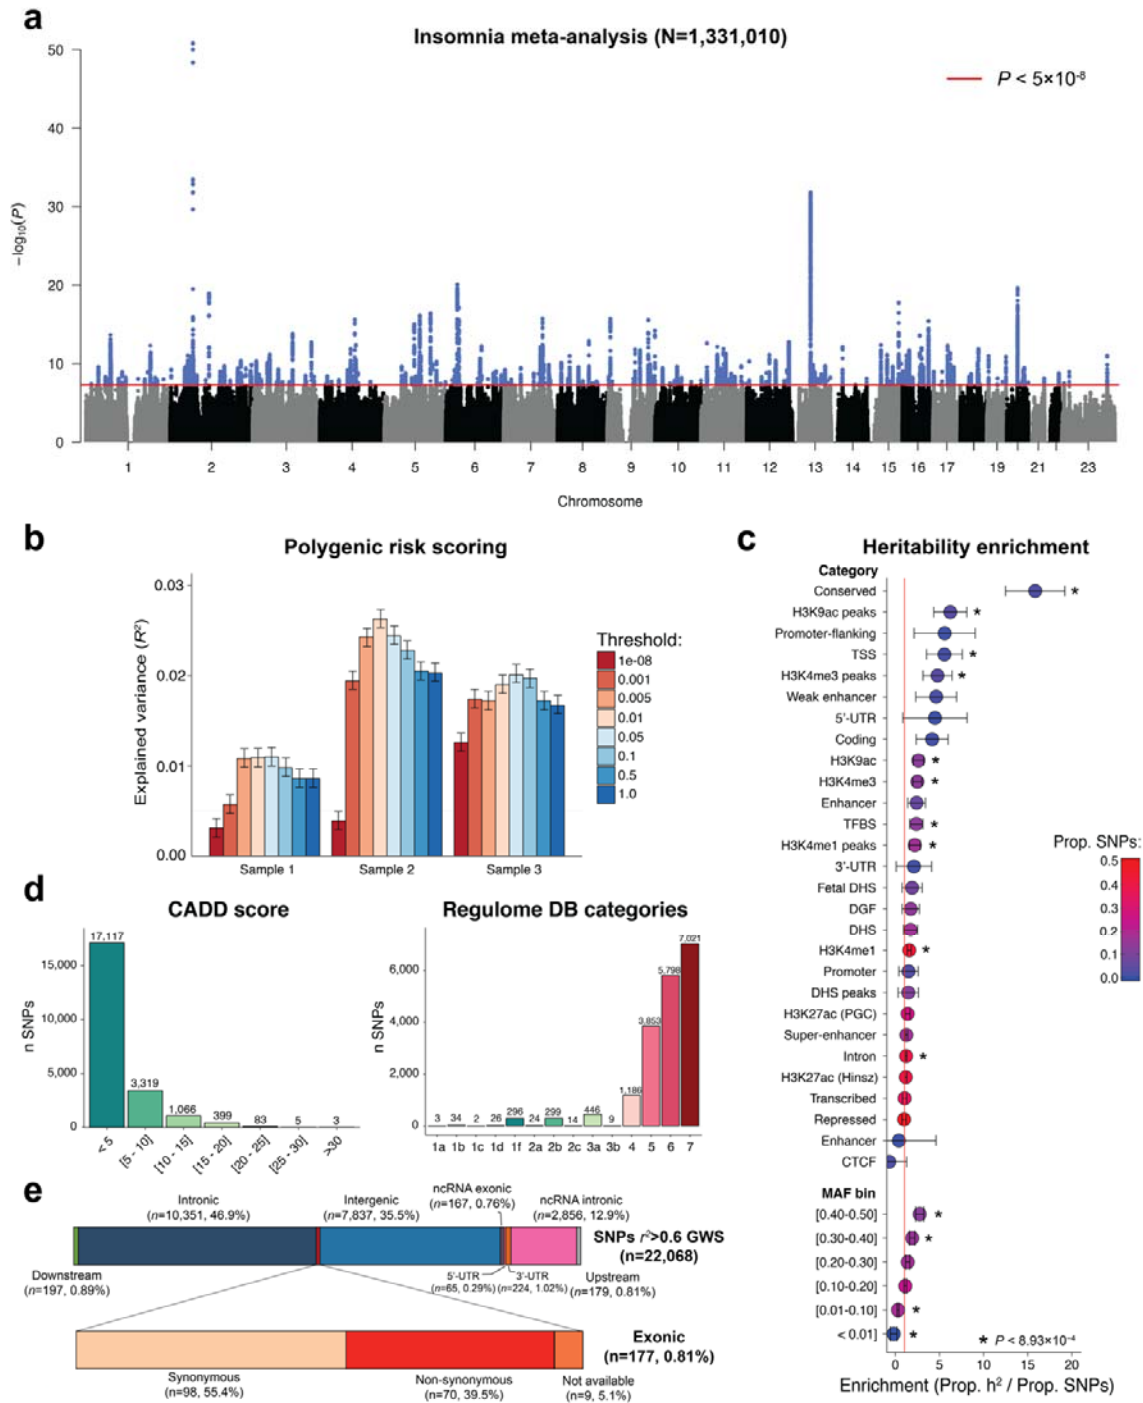 a
Insomnia meta-analysis (N=1,331,010)
P < 5×10-8
50
40
30
20
10
0
−log10(P)
1 2 3 4 5 6 7 8 9 10 11 12 13 14 15 16 17 19 21 23
Chromosome
b
Polygenic risk scoring
Explained variance (R2)
0.03
0.02
0.01
0.00
Sample 1 Sample 2 Sample 3
Threshold:
1e-08
0.001
0.005
0.01
0.05
0.1
0.5
1.0
c
Heritability enrichment
Category
Conserved *
H3K9ac peaks *
Promoter-flanking
TSS *
H3K4me3 peaks *
Weak enhancer
5'-UTR
Coding
H3K9ac *
H3K4me3 *
Enhancer
TFBS *
H3K4me1 peaks *
3'-UTR
Fetal DHS
DGF
DHS
H3K4me1 *
Promoter
DHS peaks
H3K27ac (PGC)
Super-enhancer
Intron *
H3K27ac (Hinsz)
Transcribed
Repressed
Enhancer
CTCF
MAF bin
[0.40-0.50] *
[0.30-0.40] *
[0.20-0.30]
[0.10-0.20]
[0.01-0.10] *
< 0.01] *
* P < 8.93×10-4
0 5 10 15 20
Enrichment (Prop. h2 / Prop. SNPs)
Prop. SNPs:
0.5
0.4
0.3
0.2
0.1
0.0
d
CADD score
n SNPs
15,000
10,000
5,000
0
17,117
3,319
1,066
399
83
5
3
< 5
[5 - 10]
[10 - 15]
[15 - 20]
[20 - 25]
[25 - 30]
>30
Regulome DB categories
n SNPs
6,000
4,000
2,000
0
3 34 2 26 296 24 299 14 446 9 1,186 3,853 5,798 7,021
1a 1b 1c 1d 1f 2a 2b 2c 3a 3b 4 5 6 7
e
Intronic
(n=10,351, 46.9%)
Intergenic
(n=7,837, 35.5%)
ncRNA exonic
(n=167, 0.76%)
ncRNA intronic
(n=2,856, 12.9%)
SNPs r2>0.6 GWS
(n=22,068)
Downstream
(n=197, 0.89%)
5'-UTR
(n=65, 0.29%)
3'-UTR
(n=224, 1.02%)
Upstream
(n=179, 0.81%)
Exonic
(n=177, 0.81%)
Synonymous
(n=98, 55.4%)
Non-synonymous
(n=70, 39.5%)
Not available
(n=9, 5.1%)